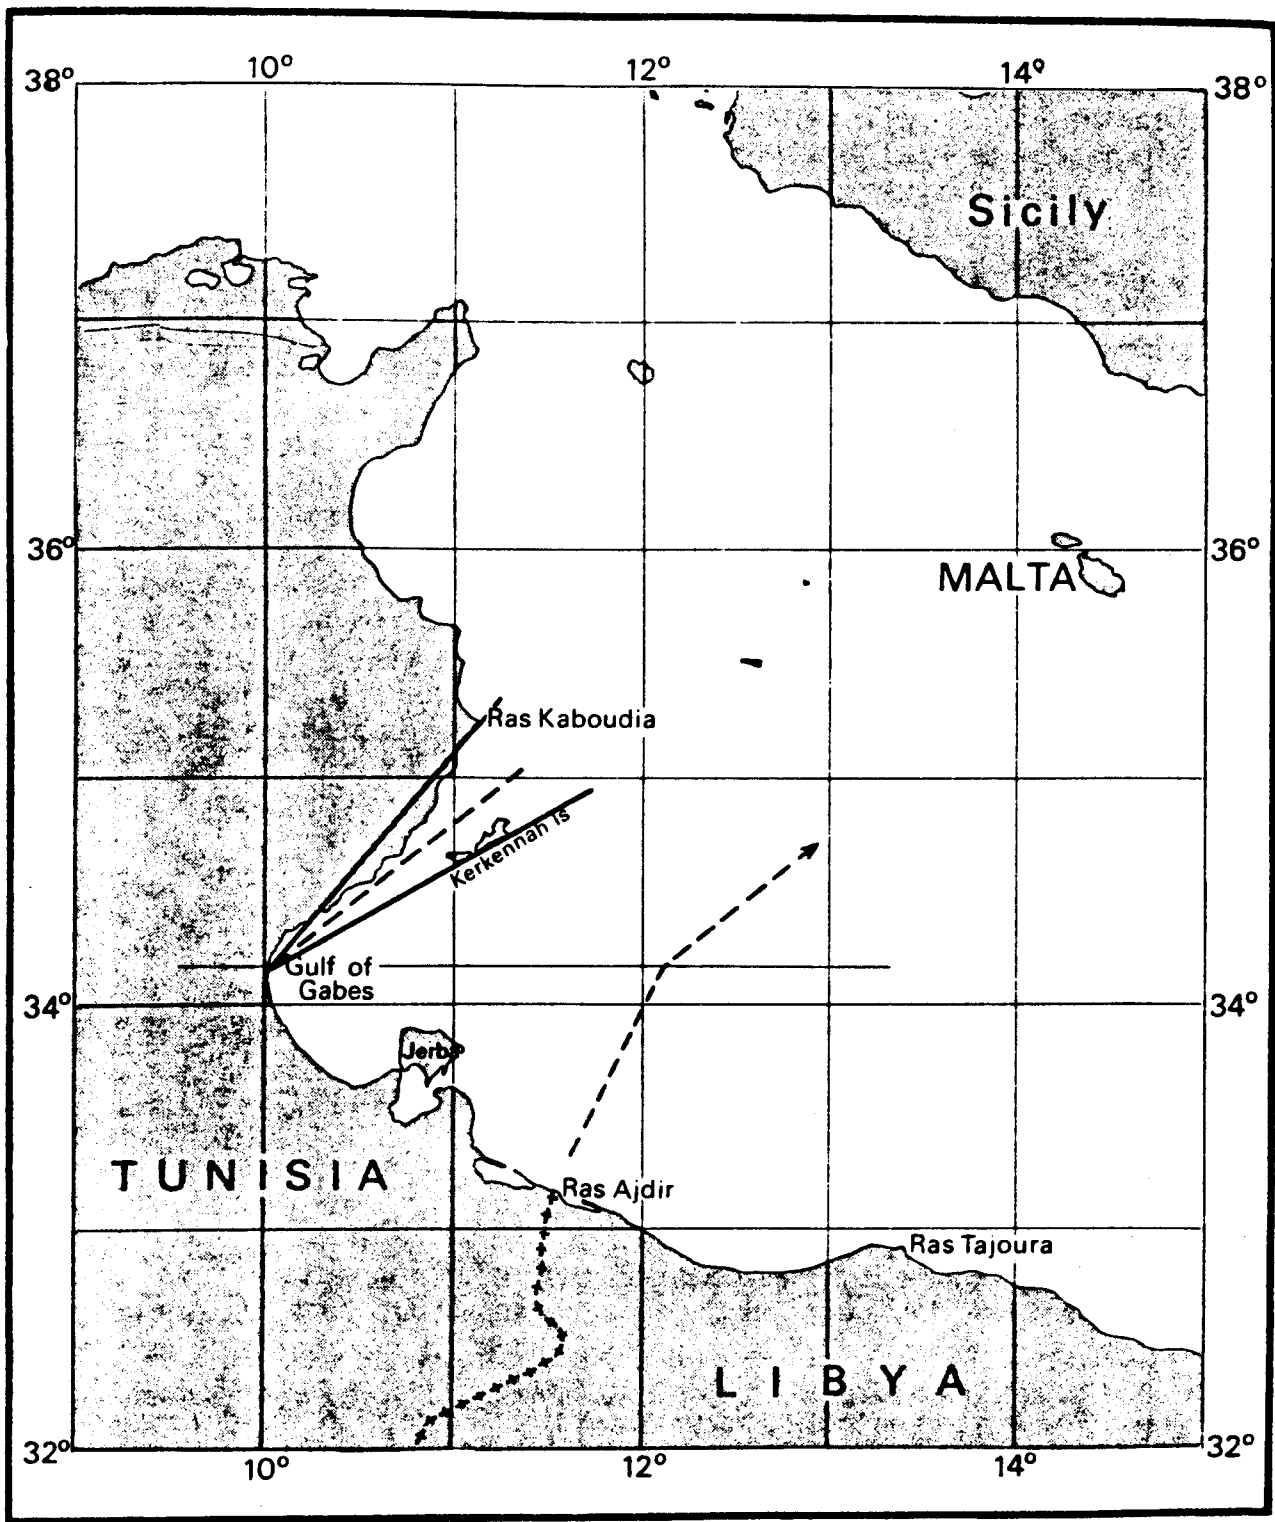 10° 12° 14°
38° 38°
Sicily
36° 36°
MALTA
Ras Kaboudia
Kerkennah Is
Gulf of
Gabes
34° 34°
Jerba
TUNISIA
Ras Ajdir
Ras Tajoura
LIBYA
32° 32°
10° 12° 14°